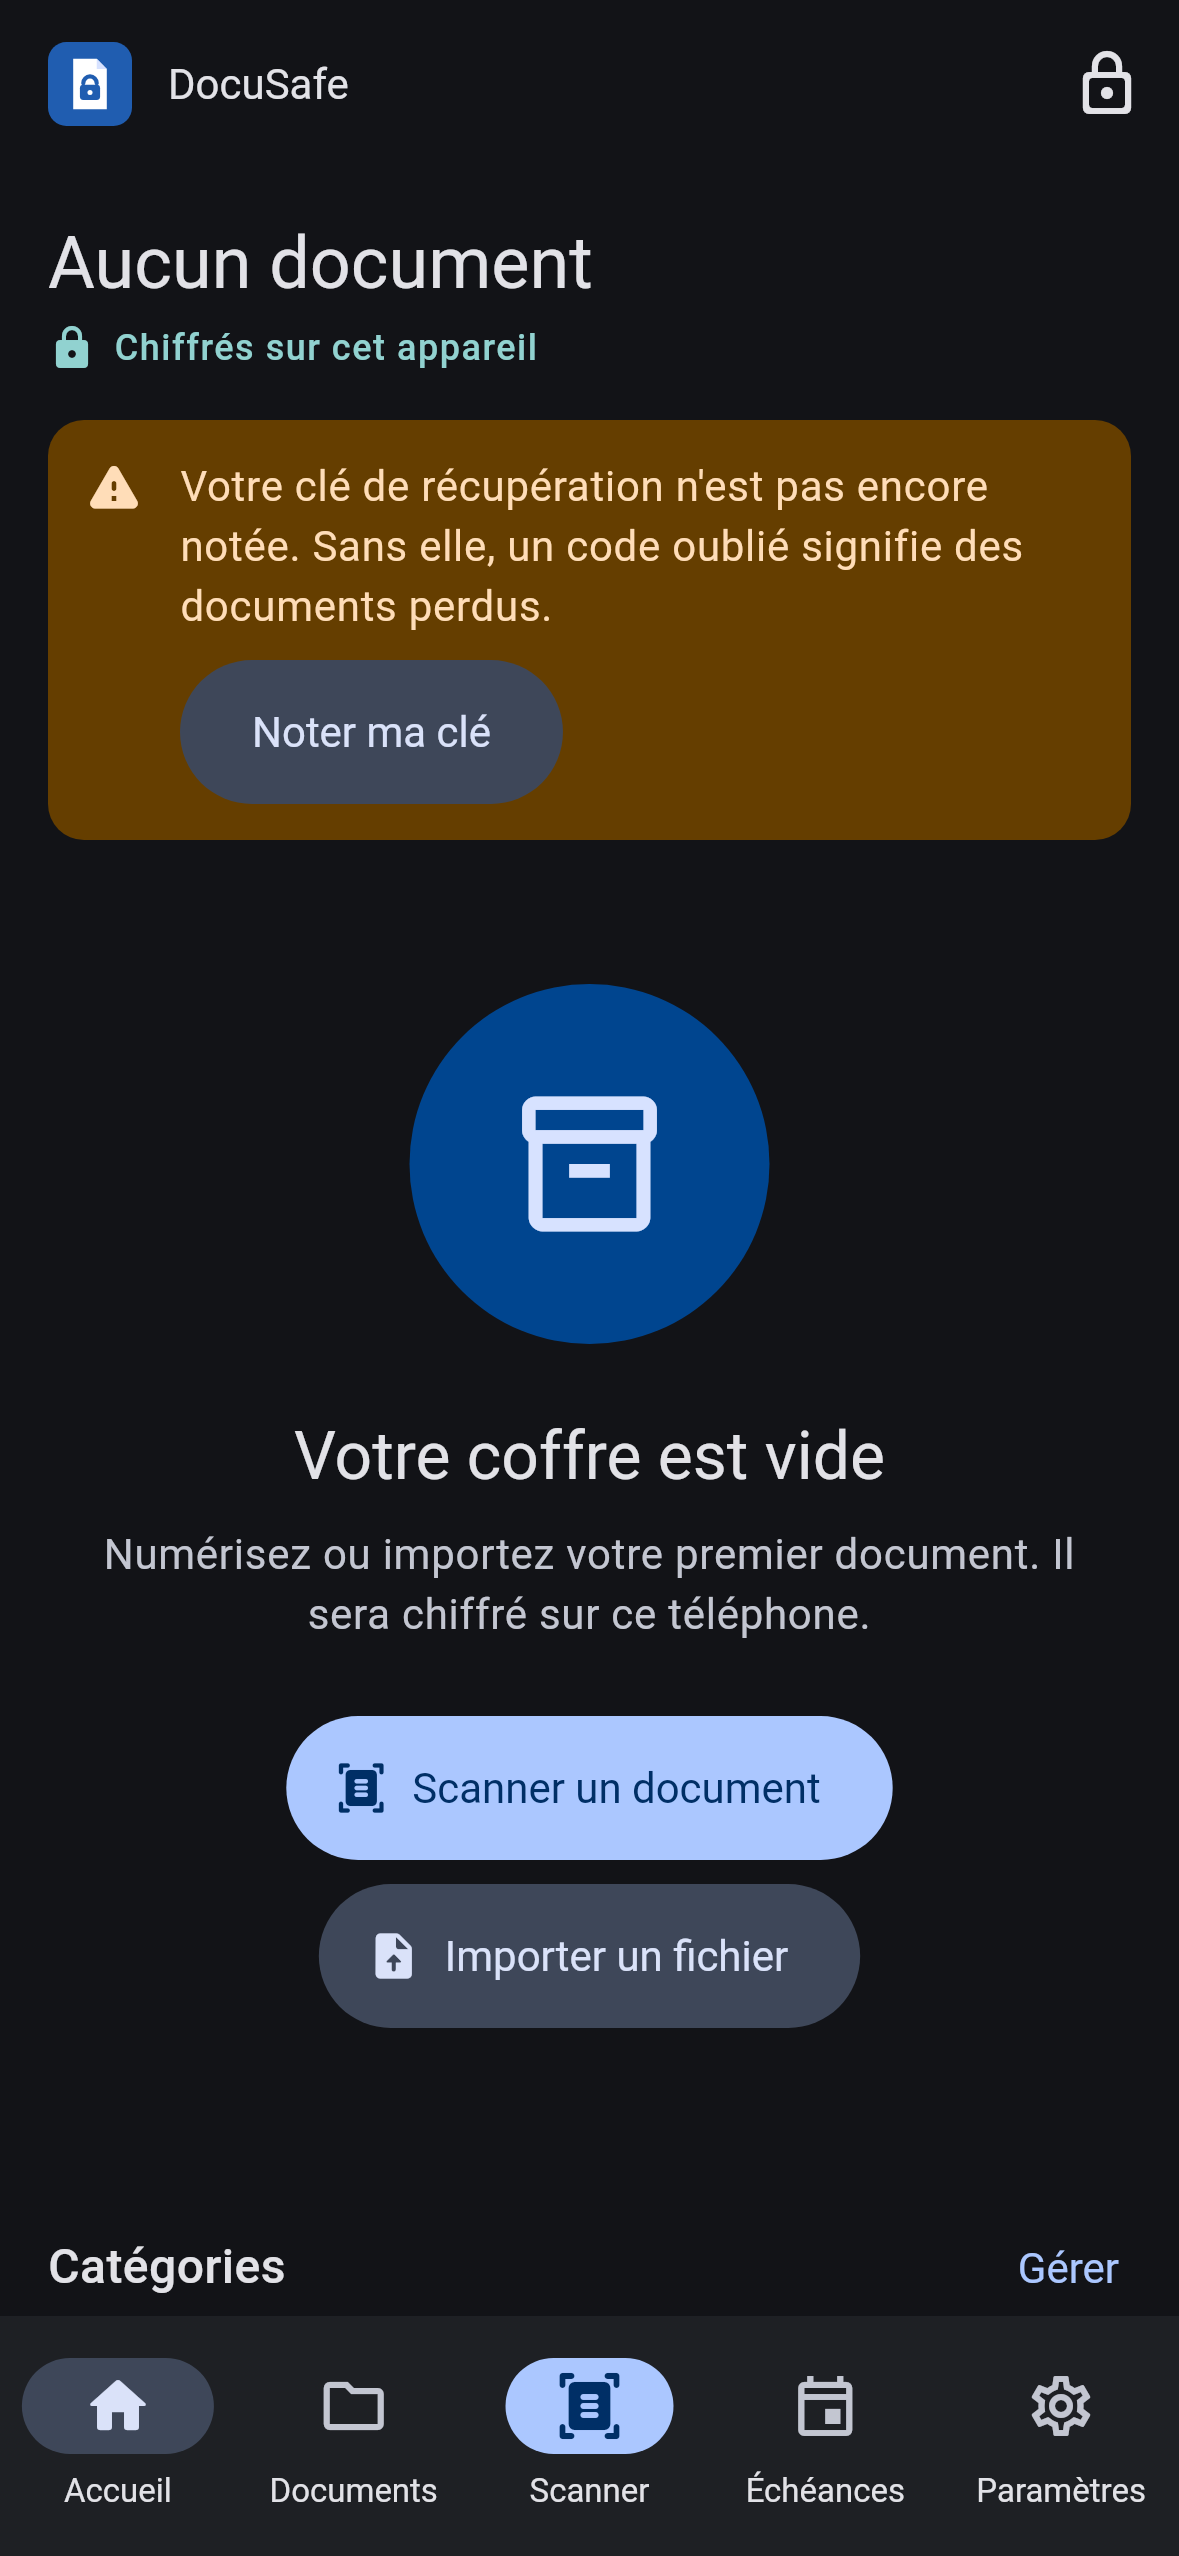 DocuSafe
Aucun document
Chiffrés sur cet appareil
Votre clé de récupération n'est pas encore
notée. Sans elle, un code oublié signifie des
documents perdus.
Noter ma clé
Votre coffre est vide
Numérisez ou importez votre premier document. Il
sera chiffré sur ce téléphone.
Scanner un document
Importer un fichier
Catégories
Gérer
Accueil
Documents
Scanner
Échéances
Paramètres